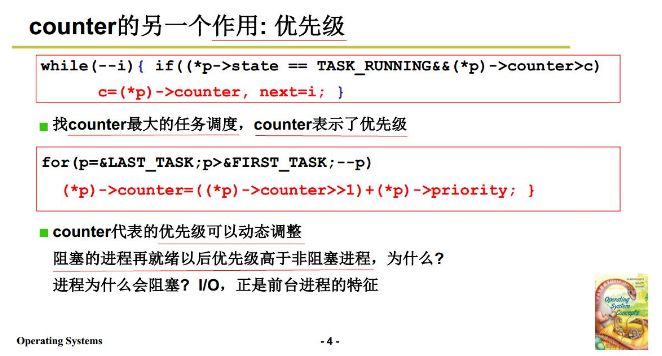 counter的另一个作用: 优先级
while(--i){ if((*p->state == TASK_RUNNING&&(*p)->counter>c)
c=(*p)->counter, next=i; }
找counter最大的任务调度，counter表示了优先级
for(p=&LAST_TASK;p>&FIRST_TASK;--p)
(*p)->counter=((*p)->counter>>1)+(*p)->priority; }
counter代表的优先级可以动态调整
阻塞的进程再就绪以后优先级高于非阻塞进程，为什么?
进程为什么会阻塞? I/O，正是前台进程的特征
Operating
System
Concepts
Operating Systems
- 4 -